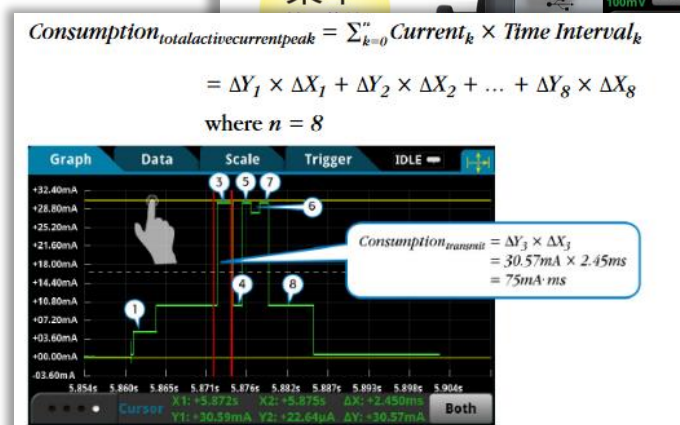 100mV
Consumption_totalactivecurrentpeak = Σⁿₖ₌₀ Currentₖ × Time Intervalₖ
= ΔY₁ × ΔX₁ + ΔY₂ × ΔX₂ + ... + ΔY₈ × ΔX₈
where n = 8
Graph Data Scale Trigger IDLE
+32.40mA
+28.80mA
+25.20mA
+21.60mA
+18.00mA
+14.40mA
+10.80mA
+07.20mA
+03.60mA
+00.00mA
-03.60mA
3 5 7
6
4
1
8
Consumption_transmit = ΔY₃ × ΔX₃
= 30.57mA × 2.45ms
= 75mA·ms
5.854s 5.860s 5.865s 5.871s 5.876s 5.882s 5.887s 5.893s 5.898s 5.904s
Cursor X1: +5.872s X2: +5.875s ΔX: +2.450ms
Y1: +30.59mA Y2: +22.64µA ΔY: +30.57mA
Both